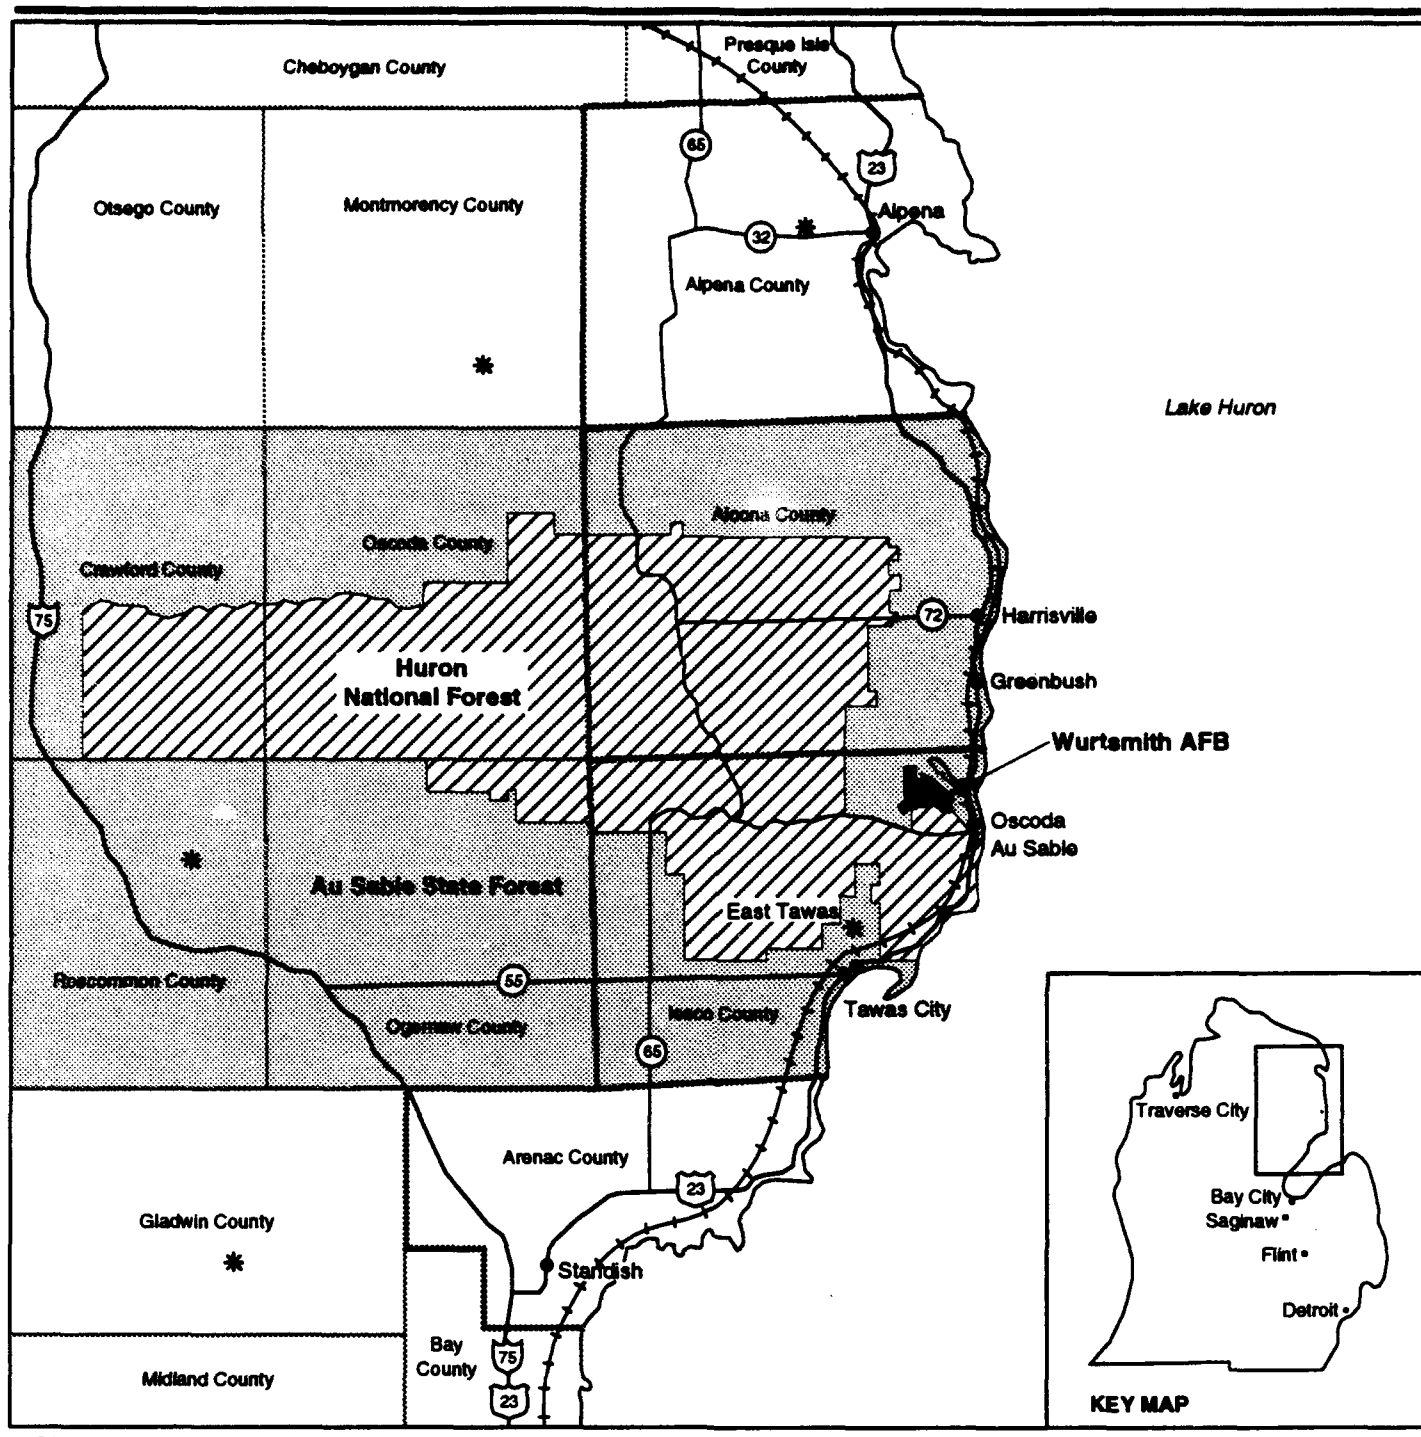 Presque Isle
County
Cheboygan County
65
23
Otsego County
Montmorency County
Alpena
32
Alpena County
Lake Huron
Alcona County
Oscoda County
Crawford County
75
72
Harrisville
Huron
National Forest
Greenbush
Wurtsmith AFB
Oscoda
Au Sable
Au Sable State Forest
East Tawas
Roscommon County
55
Iosco County
Tawas City
Ogemaw County
65
Traverse City
Arenac County
23
Bay City
Saginaw
Gladwin County
Flint
Standish
Detroit
Bay
County
75
Midland County
23
KEY MAP